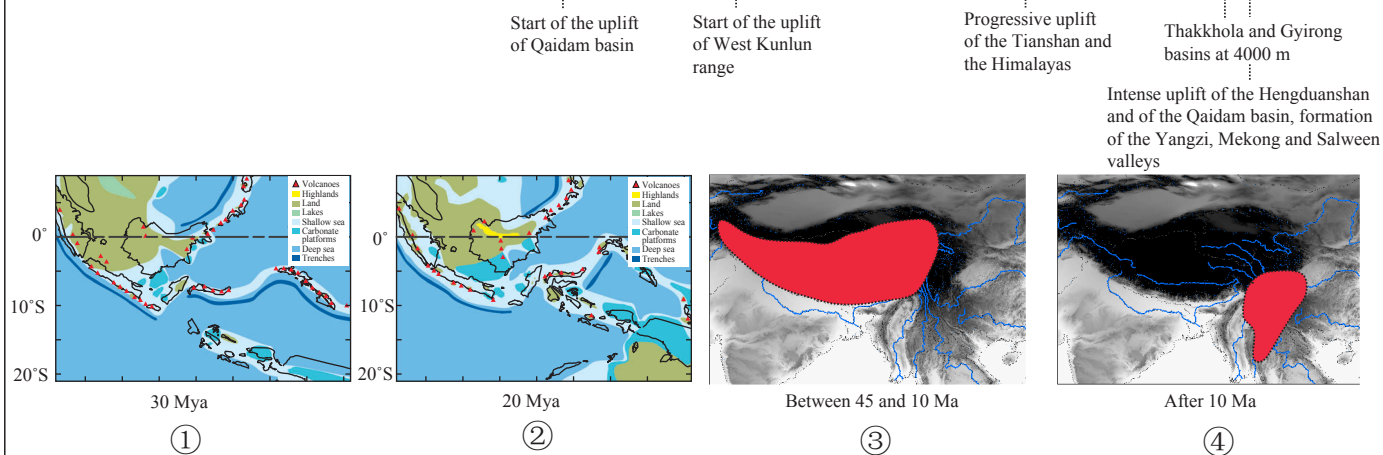 Start of the uplift
of Qaidam basin
Start of the uplift
of West Kunlun
range
Progressive uplift
of the Tianshan and
the Himalayas
Thakkhola and Gyirong
basins at 4000 m
Intense uplift of the Hengduanshan
and of the Qaidam basin, formation
of the Yangzi, Mekong and Salween
valleys
Volcanoes
Highlands
Land
Lakes
Shallow sea
Carbonate
platforms
Deep sea
Trenches
0°
10°S
20°S
30 Mya
①
Volcanoes
Highlands
Land
Lakes
Shallow sea
Carbonate
platforms
Deep sea
Trenches
0°
10°S
20°S
20 Mya
②
Between 45 and 10 Ma
③
After 10 Ma
④